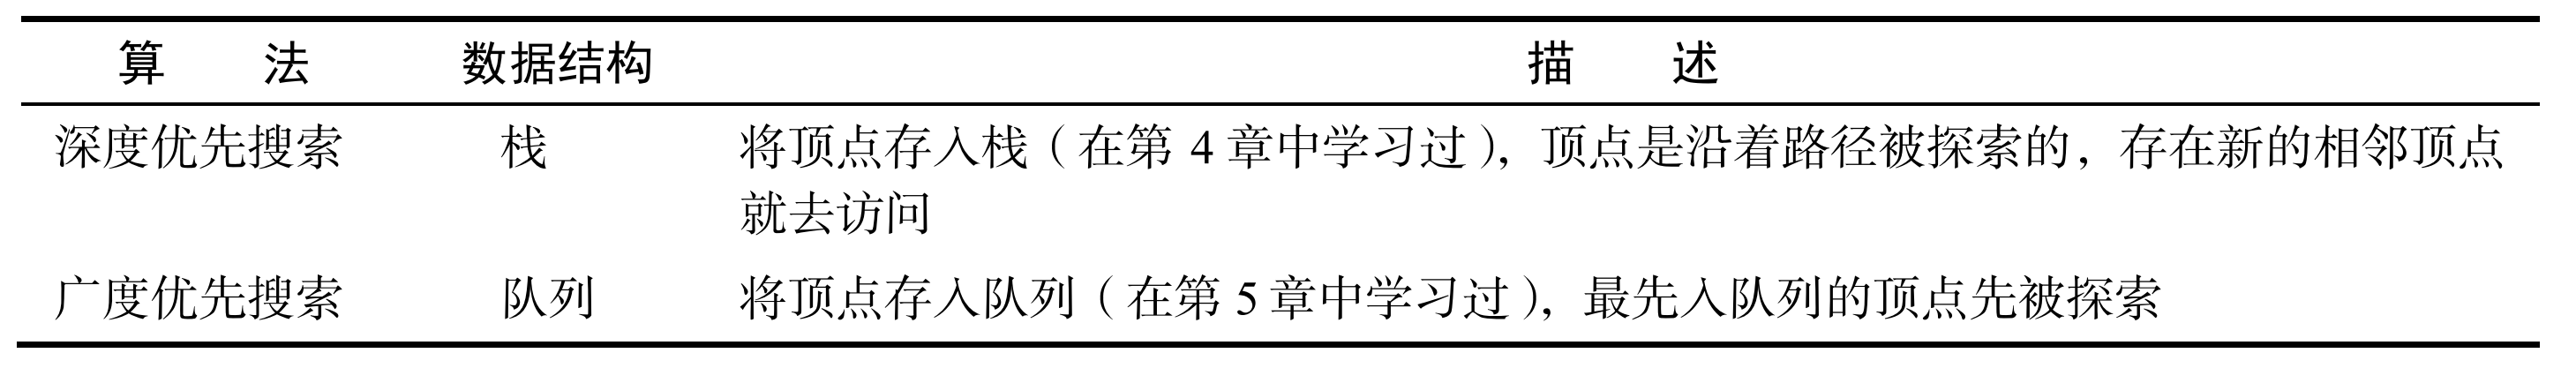 算 法 数据结构 描 述
深度优先搜索 栈 将顶点存入栈（在第 4 章中学习过），顶点是沿着路径被探索的，存在新的相邻顶点
就去访问
广度优先搜索 队列 将顶点存入队列（在第 5 章中学习过），最先入队列的顶点先被探索